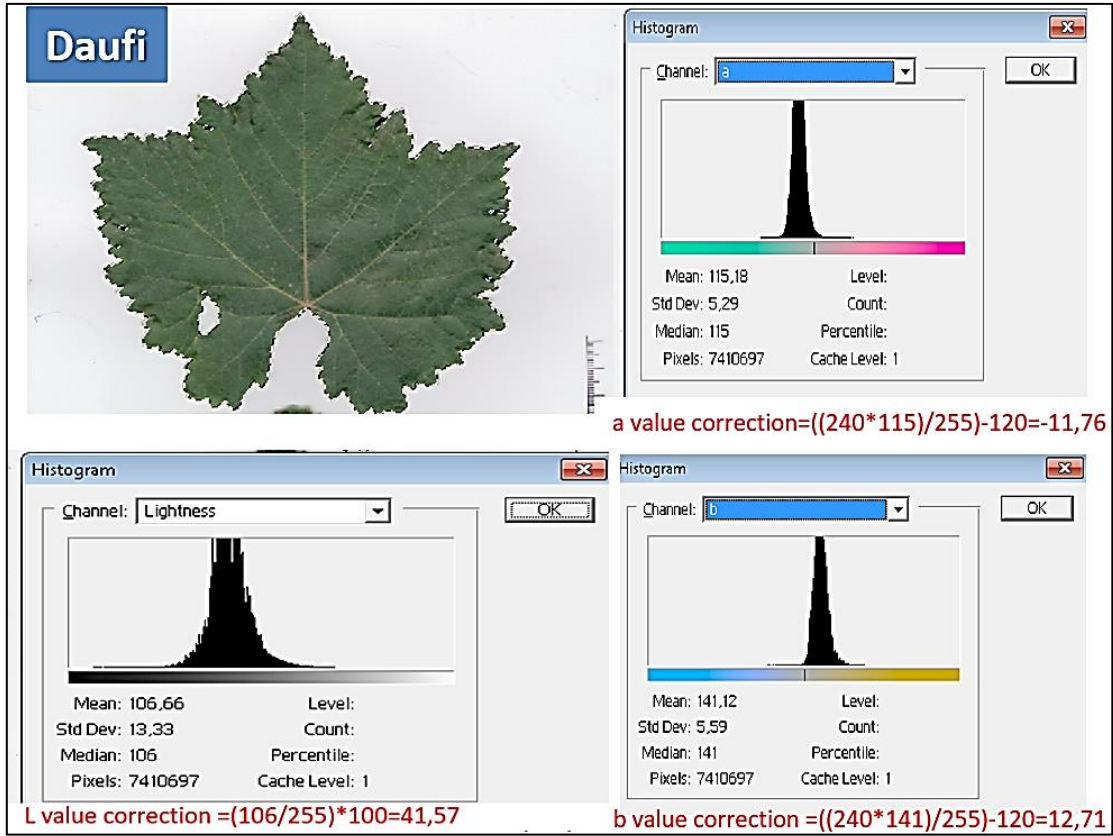 Daufi
Histogram
Channel: a
OK
Mean: 115,18
Level:
Std Dev: 5,29
Count:
Median: 115
Percentile:
Pixels: 7410697
Cache Level: 1
a value correction=((240*115)/255)-120=-11,76
Histogram
Channel: Lightness
OK
Mean: 106,66
Level:
Std Dev: 13,33
Count:
Median: 106
Percentile:
Pixels: 7410697
Cache Level: 1
L value correction =(106/255)*100=41,57
Histogram
Channel: b
OK
Mean: 141,12
Level:
Std Dev: 5,59
Count:
Median: 141
Percentile:
Pixels: 7410697
Cache Level: 1
b value correction =((240*141)/255)-120=12,71